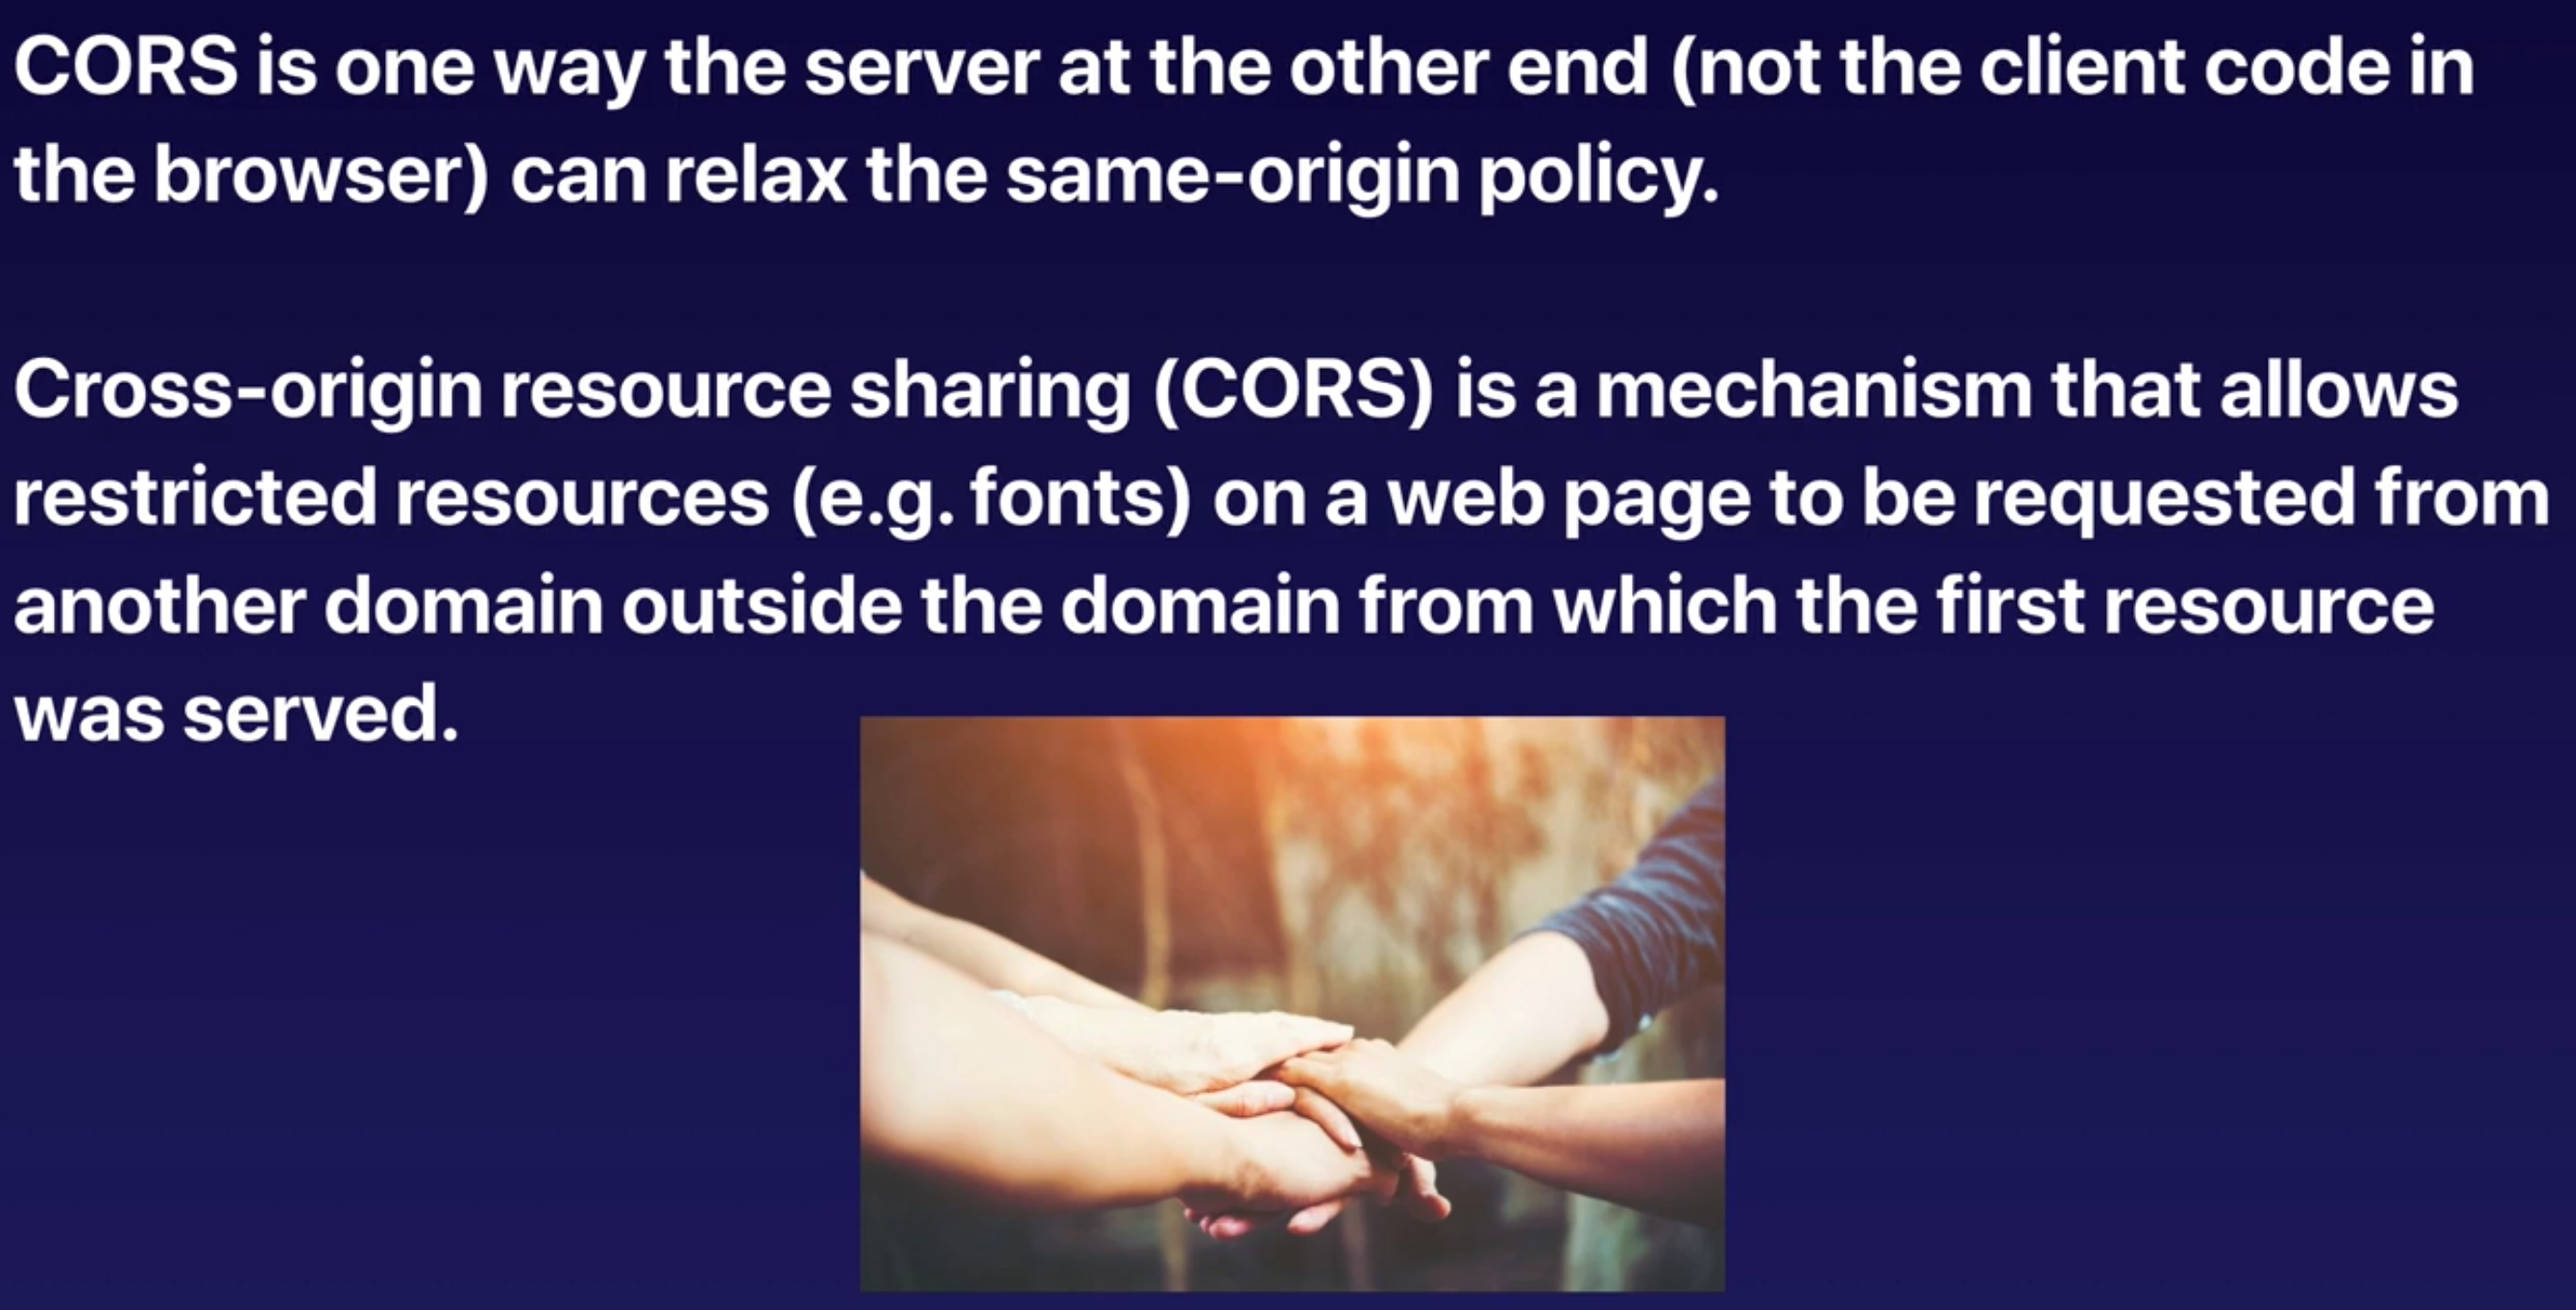 CORS is one way the server at the other end (not the client code in
the browser) can relax the same-origin policy.
Cross-origin resource sharing (CORS) is a mechanism that allows
restricted resources (e.g. fonts) on a web page to be requested from
another domain outside the domain from which the first resource
was served.